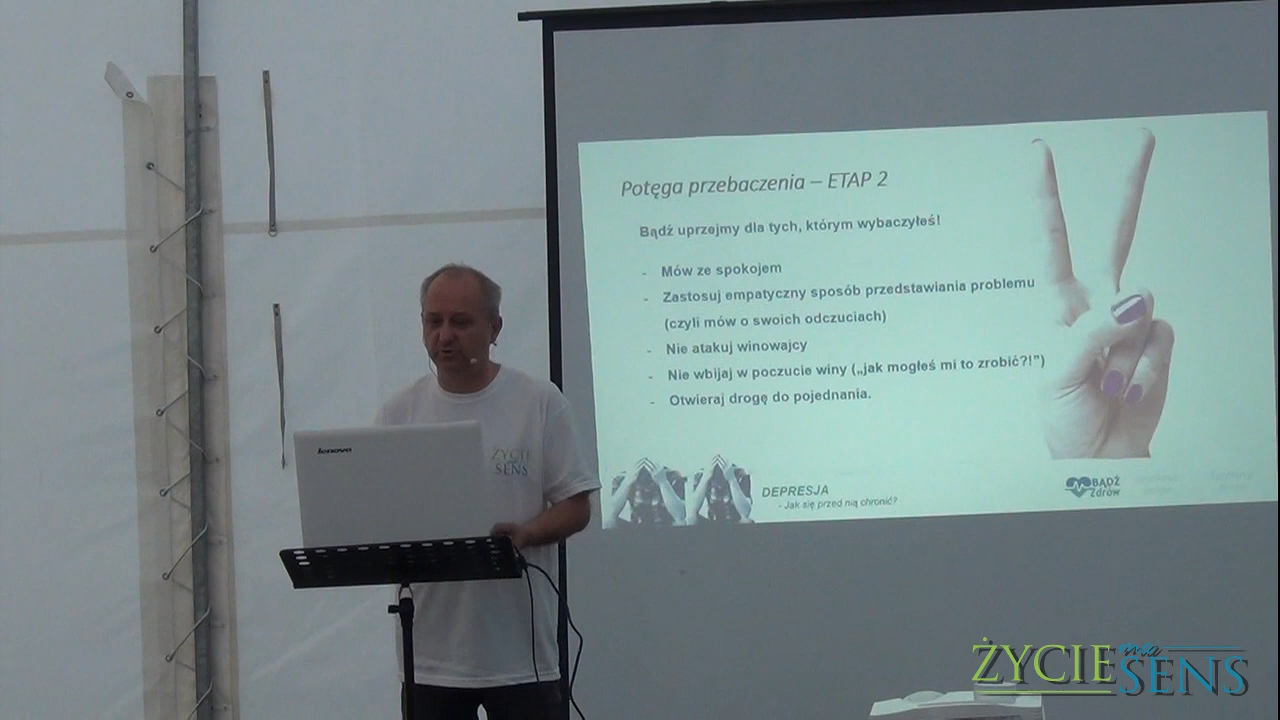 Potęga przebaczenia – ETAP 2
Bądź uprzejmy dla tych, którym wybaczyłeś!
- Mów ze spokojem
- Zastosuj empatyczny sposób przedstawiania problemu
(czyli mów o swoich odczuciach)
- Nie atakuj winowajcy
- Nie wbijaj w poczucie winy („jak mogłeś mi to zrobić?!")
- Otwieraj drogę do pojednania.
DEPRESJA
- Jak się przed nią chronić?
BĄDŹ
Zdrów
lenovo
ŻYCIE
SENS
ŻYCIE ma
SENS